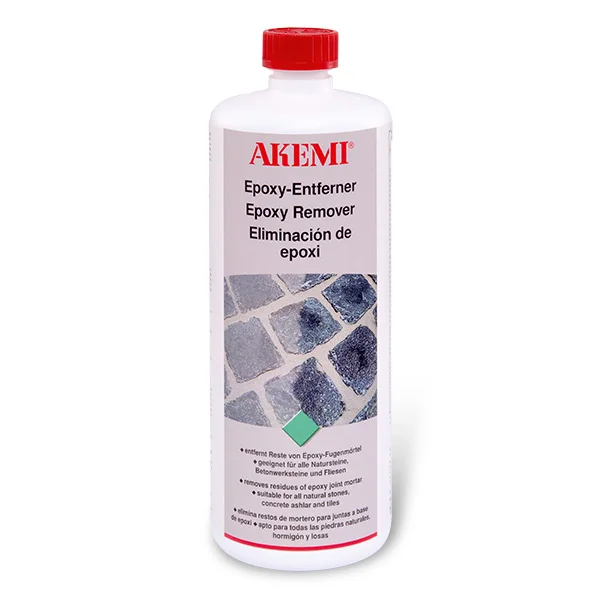 AKEMI®
Epoxy-Entferner
Epoxy Remover
Eliminación de
epoxi
♦ entfernt Reste von Epoxy-Fugenmörtel
♦ geeignet für alle Natursteine,
Betonwerksteine und Fliesen
♦ removes residues of epoxy joint mortar
♦ suitable for all natural stones,
concrete ashlar and tiles
♦ elimina restos de mortero para juntas a base
de epoxi ♦ apto para todas las piedras naturales,
hormigón y losas